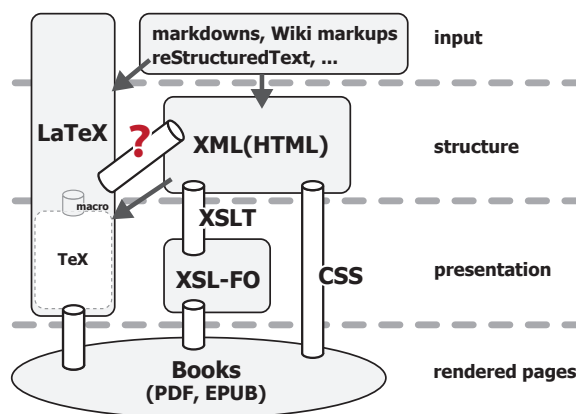 markdowns, Wiki markups
reStructuredText, ...
input
LaTeX
?
XML(HTML)
structure
macro
XSLT
TeX
XSL-FO
CSS
presentation
Books
(PDF, EPUB)
rendered pages